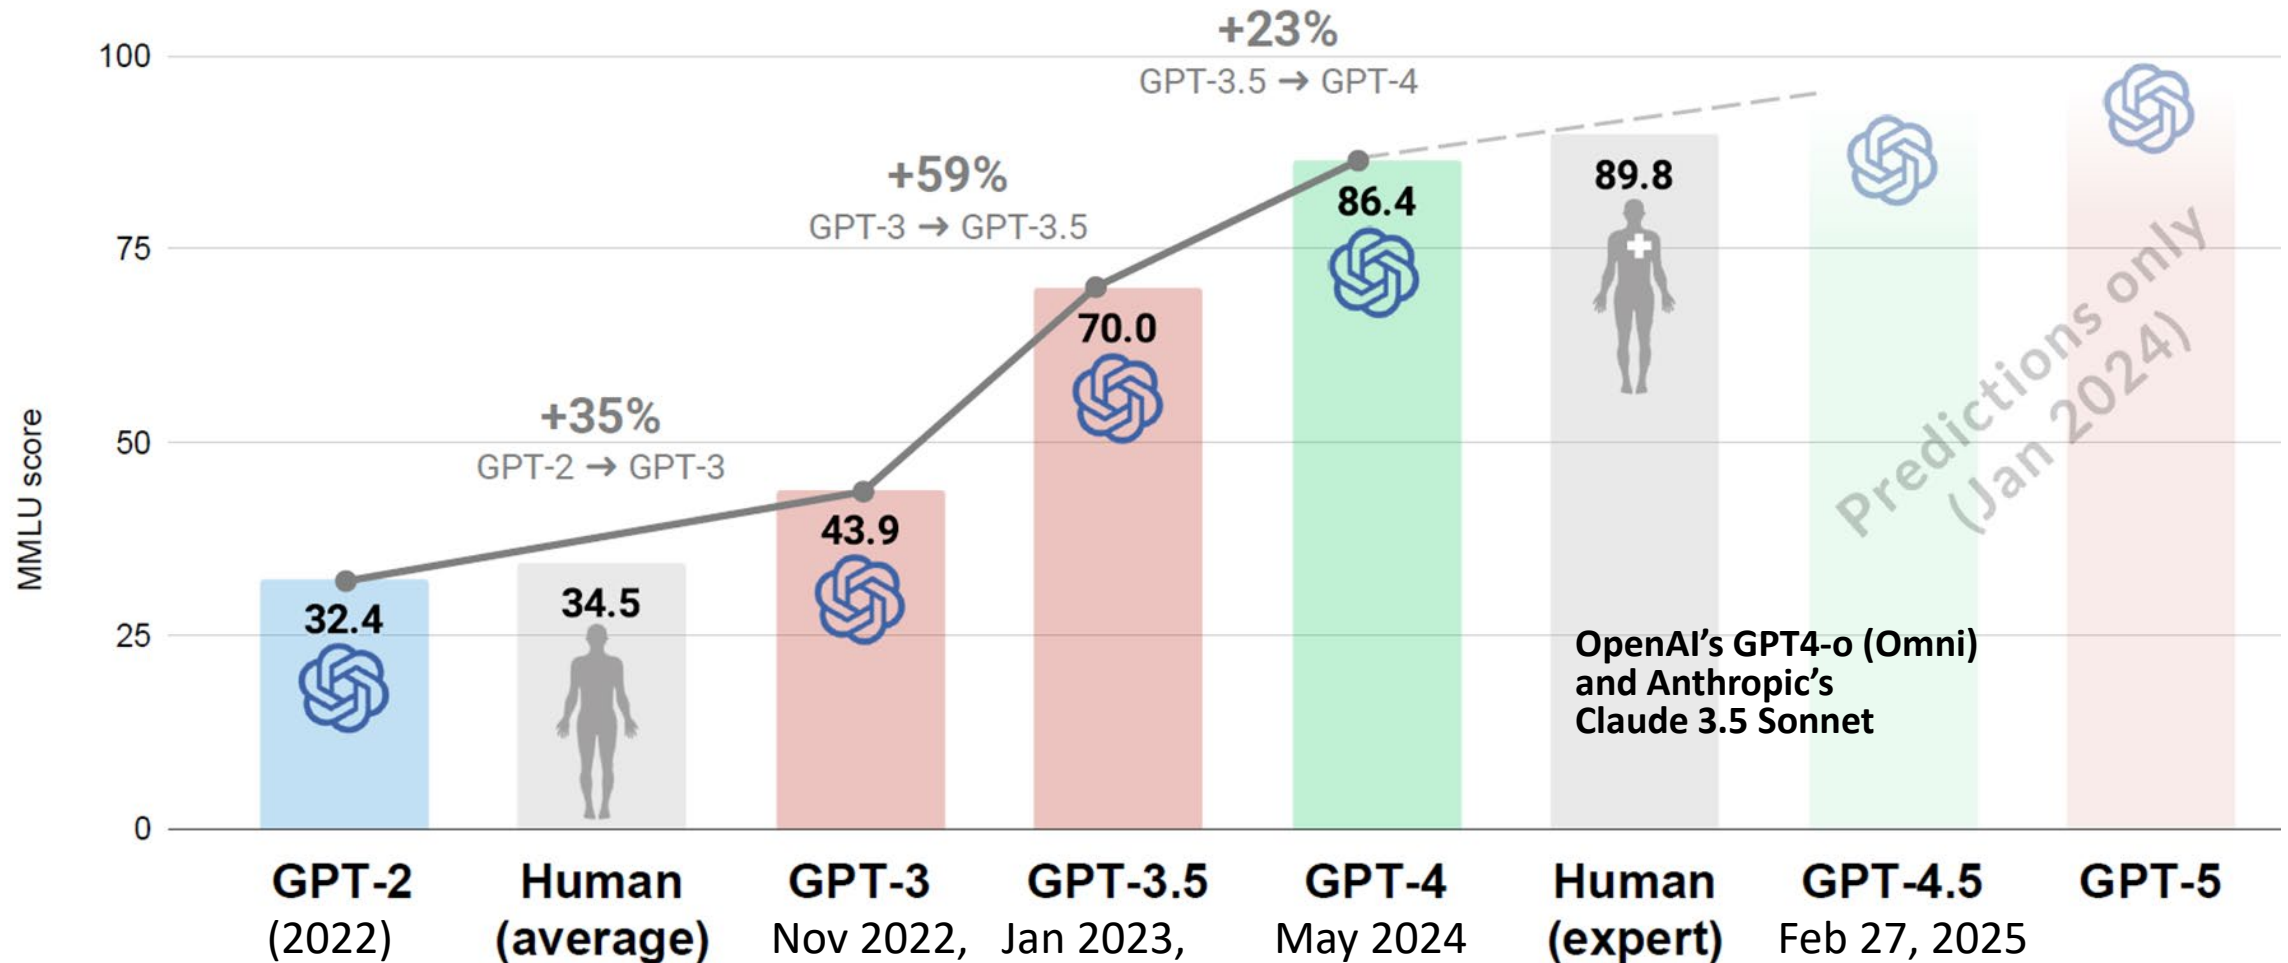 +23%
GPT-3.5 → GPT-4
100
+59%
GPT-3 → GPT-3.5
89.8
86.4
75
70.0
Predictions only
(Jan 2024)
+35%
GPT-2 → GPT-3
50
43.9
MMLU score
34.5
32.4
25
OpenAI’s GPT4-o (Omni)
and Anthropic’s
Claude 3.5 Sonnet
0
GPT-2
(2022)
Human
(average)
GPT-3
Nov 2022,
GPT-3.5
Jan 2023,
GPT-4
May 2024
Human
(expert)
GPT-4.5
Feb 27, 2025
GPT-5